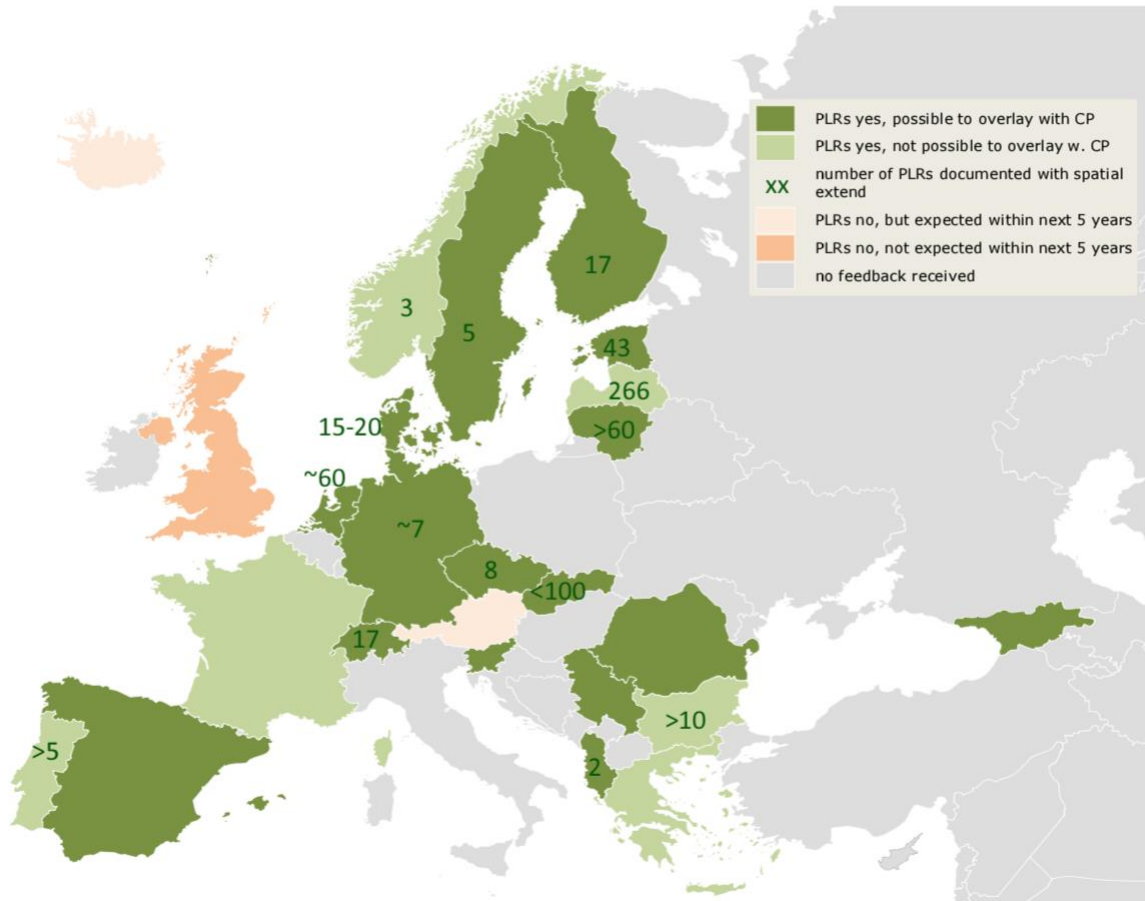 PLRs yes, possible to overlay with CP
PLRs yes, not possible to overlay w. CP
xx number of PLRs documented with spatial
extend
PLRs no, but expected within next 5 years
PLRs no, not expected within next 5 years
no feedback received
17
3
5
43
266
15-20
>60
~60
~7
8
<100
17
>10
>5
2